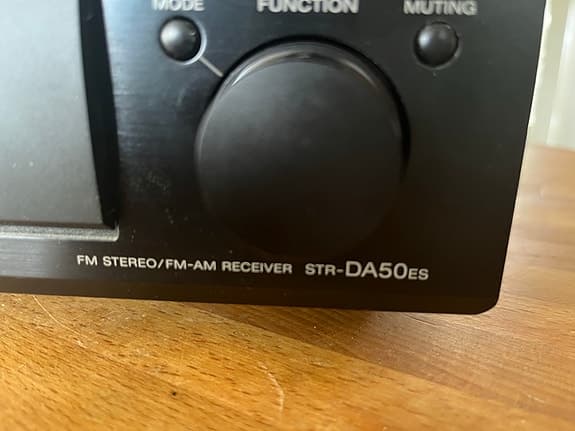 MODE FUNCTION MUTING
FM STEREO/FM-AM RECEIVER STR-DA50ES